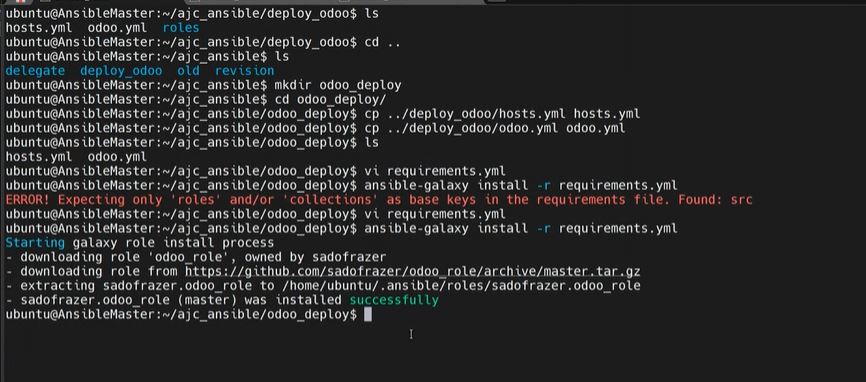 ubuntu@AnsibleMaster:~/ajc_ansible/deploy_odoo$ ls
hosts.yml  odoo.yml  roles
ubuntu@AnsibleMaster:~/ajc_ansible/deploy_odoo$ cd ..
ubuntu@AnsibleMaster:~/ajc_ansible$ ls
delegate  deploy_odoo  old  revision
ubuntu@AnsibleMaster:~/ajc_ansible$ mkdir odoo_deploy
ubuntu@AnsibleMaster:~/ajc_ansible$ cd odoo_deploy/
ubuntu@AnsibleMaster:~/ajc_ansible/odoo_deploy$ cp ../deploy_odoo/hosts.yml hosts.yml
ubuntu@AnsibleMaster:~/ajc_ansible/odoo_deploy$ cp ../deploy_odoo/odoo.yml odoo.yml
ubuntu@AnsibleMaster:~/ajc_ansible/odoo_deploy$ ls
hosts.yml  odoo.yml
ubuntu@AnsibleMaster:~/ajc_ansible/odoo_deploy$ vi requirements.yml
ubuntu@AnsibleMaster:~/ajc_ansible/odoo_deploy$ ansible-galaxy install -r requirements.yml
ERROR! Expecting only 'roles' and/or 'collections' as base keys in the requirements file. Found: src
ubuntu@AnsibleMaster:~/ajc_ansible/odoo_deploy$ vi requirements.yml
ubuntu@AnsibleMaster:~/ajc_ansible/odoo_deploy$ ansible-galaxy install -r requirements.yml
Starting galaxy role install process
- downloading role 'odoo_role', owned by sadofrazer
- downloading role from https://github.com/sadofrazer/odoo_role/archive/master.tar.gz
- extracting sadofrazer.odoo_role to /home/ubuntu/.ansible/roles/sadofrazer.odoo_role
- sadofrazer.odoo_role (master) was installed successfully
ubuntu@AnsibleMaster:~/ajc_ansible/odoo_deploy$